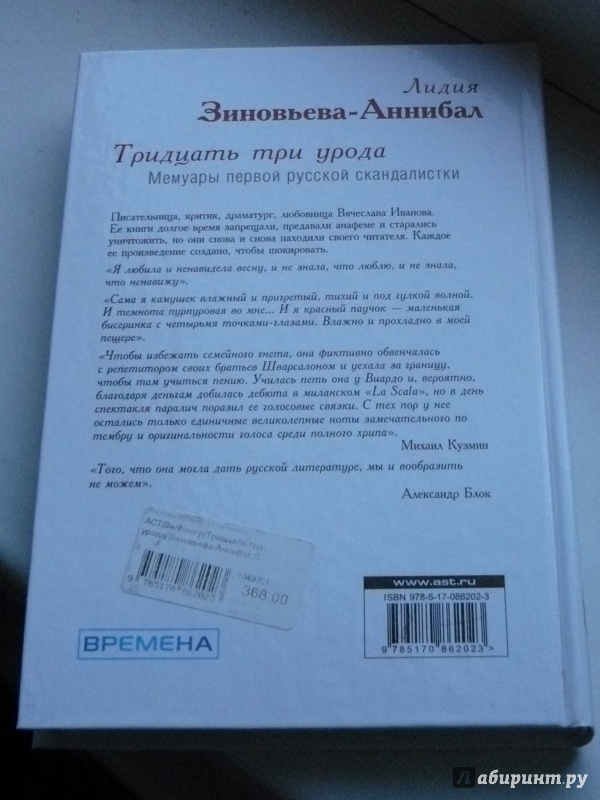 Лидия
Зиновьева-Аннибал
Тридцать три урода
Мемуары первой русской скандалистки
Писательница, критик, драматург, любовница Вячеслава Иванова.
Ее книги долгое время запрещали, предавали анафеме и старались
уничтожить, но они снова и снова находили своего читателя. Каждое
ее произведение создано, чтобы шокировать.
«Я любила и ненавидела весну, и не знала, что люблю, и не знала,
что ненавижу».
«Сама я камушек влажный и пригретый, тихий и под гулкой волной.
И темнота пурпуровая во мне... И я красный паучок — маленькая
бисеринка с четырьмя точками-глазами. Влажно и прохладно в моей
пещере».
«Чтобы избежать семейного гнета, она фиктивно обвенчалась
с репетитором своих братьев Шварсалоном и уехала за границу,
чтобы там учиться пению. Училась петь она у Виардо и, вероятно,
благодаря деньгам добилась дебюта в миланском «La Scala», но в день
спектакля паралич поразил ее голосовые связки. С тех пор у нее
остались только единичные великолепные ноты замечательного по
тембру и оригинальности голоса среди полного хрипа».
Михаил Кузмин
«Того, что она могла дать русской литературе, мы и вообразить
не можем».
Александр Блок
урода/Зиновьева-Аннибал Л
9 785170 862023
368.00
www.ast.ru
ISBN 978-5-17-086202-3
9 785170 862023 >
ВРЕМЕНА
Лабиринт.ру